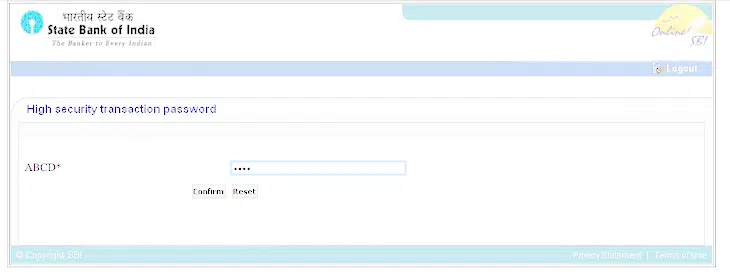 भारतीय स्टेट बैंक
State Bank of India
The Banker to Every Indian
Online
SBI
Logout
High security transaction password
ABCD*
••••
Confirm Reset
© Copyright SBI
Privacy Statement | Terms of Use